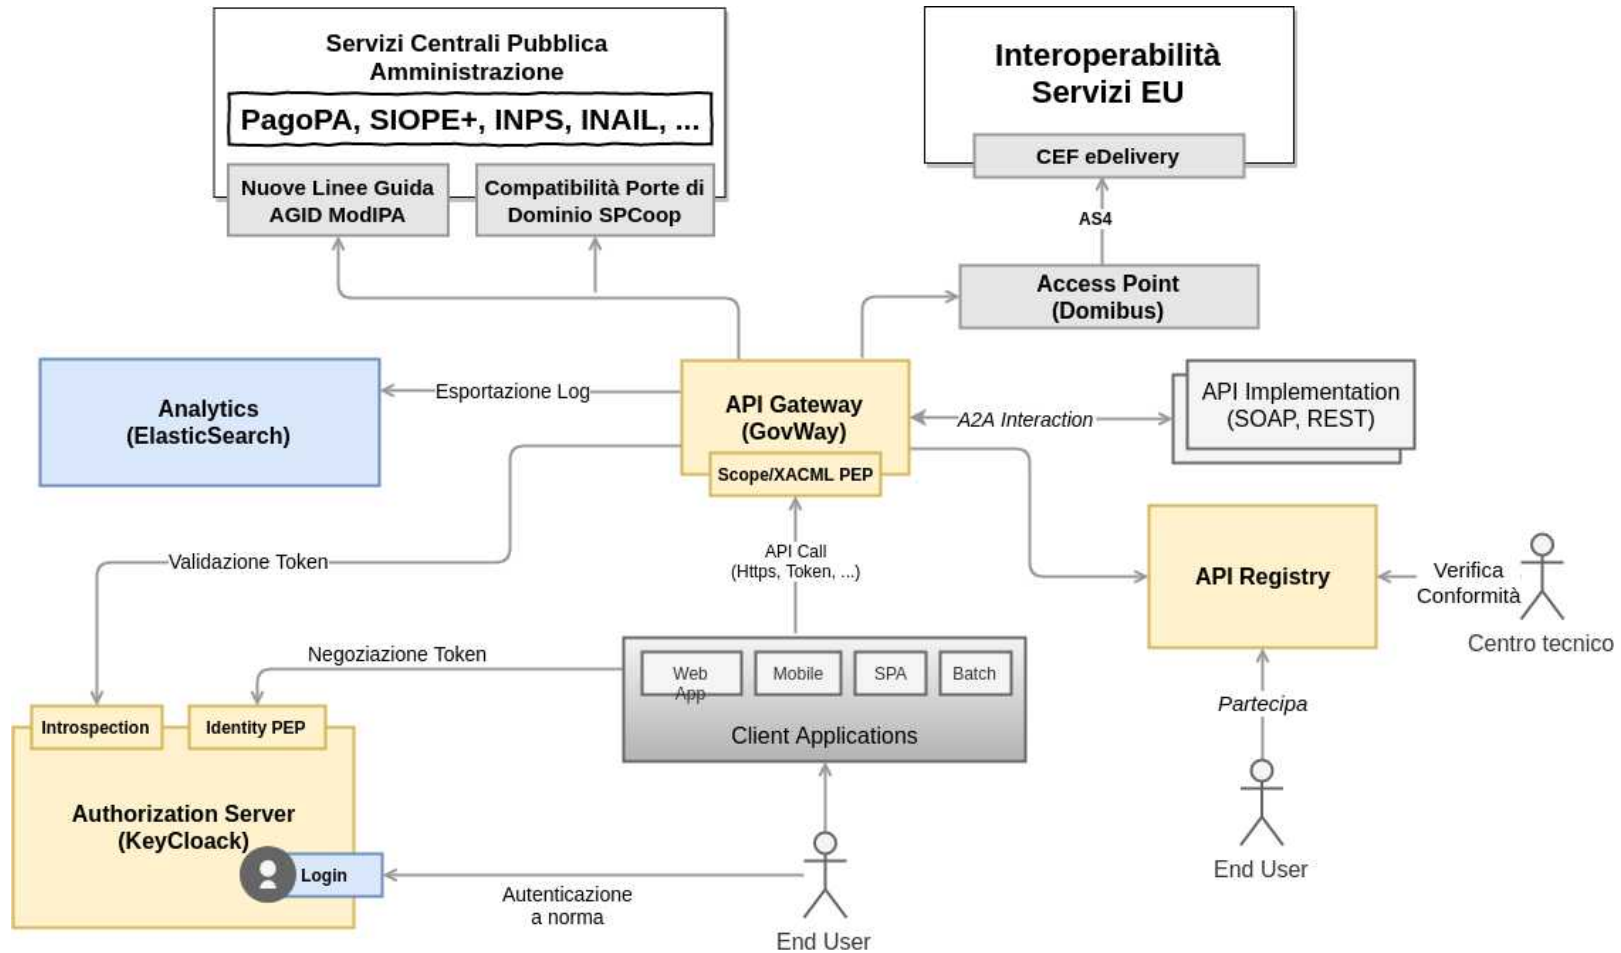 Servizi Centrali Pubblica
Amministrazione
PagoPA, SIOPE+, INPS, INAIL, ...
Nuove Linee Guida
AGID ModIPA
Compatibilità Porte di
Dominio SPCoop
Interoperabilità
Servizi EU
CEF eDelivery
AS4
Access Point
(Domibus)
Analytics
(ElasticSearch)
Esportazione Log
API Gateway
(GovWay)
Scope/XACML PEP
A2A Interaction
API Implementation
(SOAP, REST)
Validazione Token
API Call
(Https, Token, ...)
API Registry
Verifica
Conformità
Centro tecnico
Negoziazione Token
Web
App
Mobile
SPA
Batch
Client Applications
Partecipa
End User
Introspection
Identity PEP
Authorization Server
(KeyCloack)
Login
Autenticazione
a norma
End User